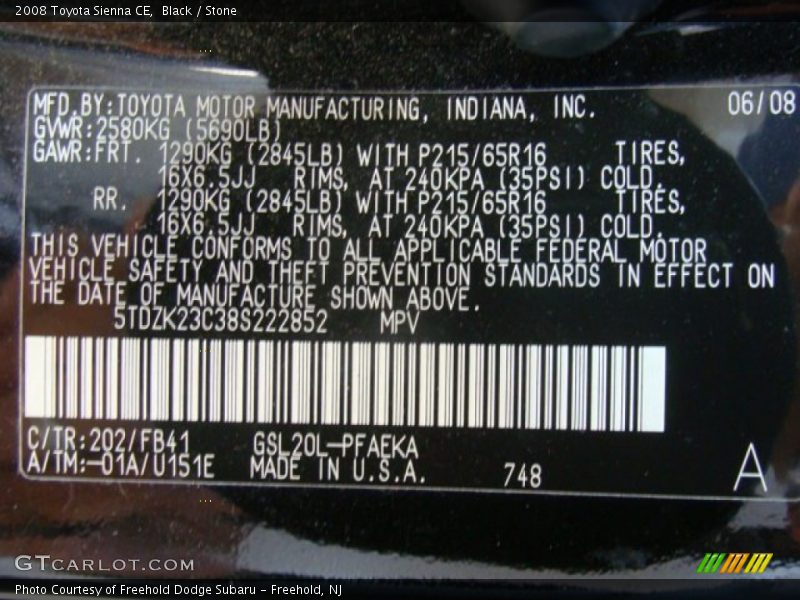 2008 Toyota Sienna CE, Black / Stone
MFD.BY:TOYOTA MOTOR MANUFACTURING, INDIANA, INC. 06/08
GVWR:2580KG (5690LB)
GAWR:FRT. 1290KG (2845LB) WITH P215/65R16 TIRES,
16X6.5JJ RIMS, AT 240KPA (35PSI) COLD.
RR. 1290KG (2845LB) WITH P215/65R16 TIRES,
16X6.5JJ RIMS, AT 240KPA (35PSI) COLD.
THIS VEHICLE CONFORMS TO ALL APPLICABLE FEDERAL MOTOR
VEHICLE SAFETY AND THEFT PREVENTION STANDARDS IN EFFECT ON
THE DATE OF MANUFACTURE SHOWN ABOVE.
5TDZK23C38S222852 MPV
C/TR:202/FB41 GSL20L-PFAEKA
A/TM:-01A/U151E MADE IN U.S.A. 748 A
GTCARLOT.COM
Photo Courtesy of Freehold Dodge Subaru - Freehold, NJ